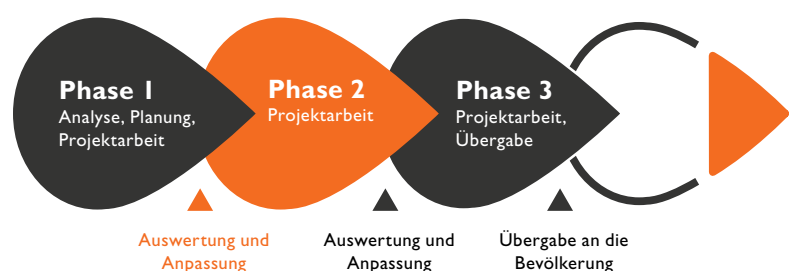 Phase 1
Analyse, Planung,
Projektarbeit
Phase 2
Projektarbeit
Phase 3
Projektarbeit,
Übergabe
Auswertung und
Anpassung
Auswertung und
Anpassung
Übergabe an die
Bevölkerung